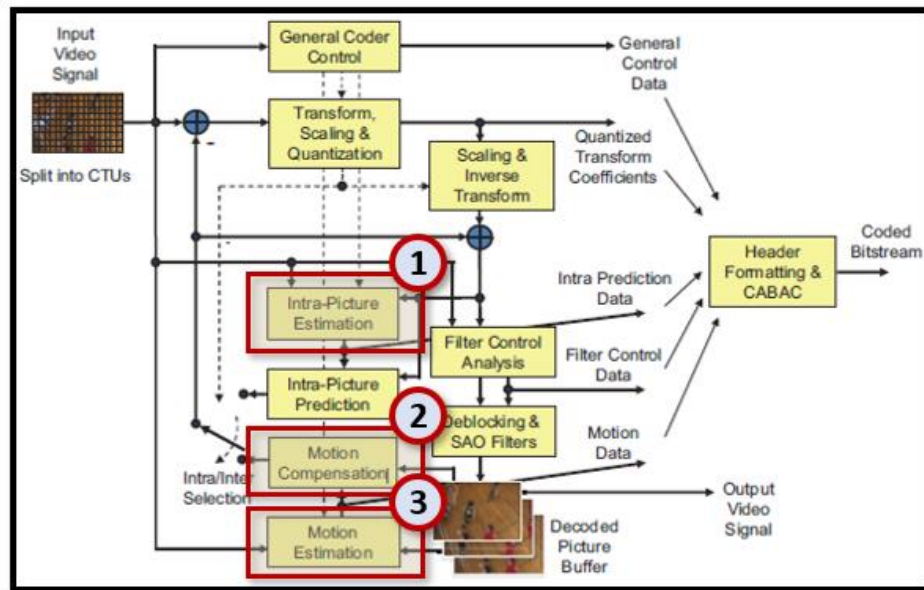 Input
Video
Signal
Split into CTUs
General Coder
Control
General
Control
Data
Transform,
Scaling &
Quantization
-
Quantized
Transform
Coefficients
Scaling &
Inverse
Transform
-
1
Intra-Picture
Estimation
Intra Prediction
Data
Header
Formatting &
CABAC
Coded
Bitstream
Filter Control
Analysis
Filter Control
Data
Intra-Picture
Prediction
2
Deblocking &
SAO Filters
Motion
Compensation
Motion
Data
Intra/Inter
Selection
3
Motion
Estimation
Output
Video
Signal
Decoded
Picture
Buffer